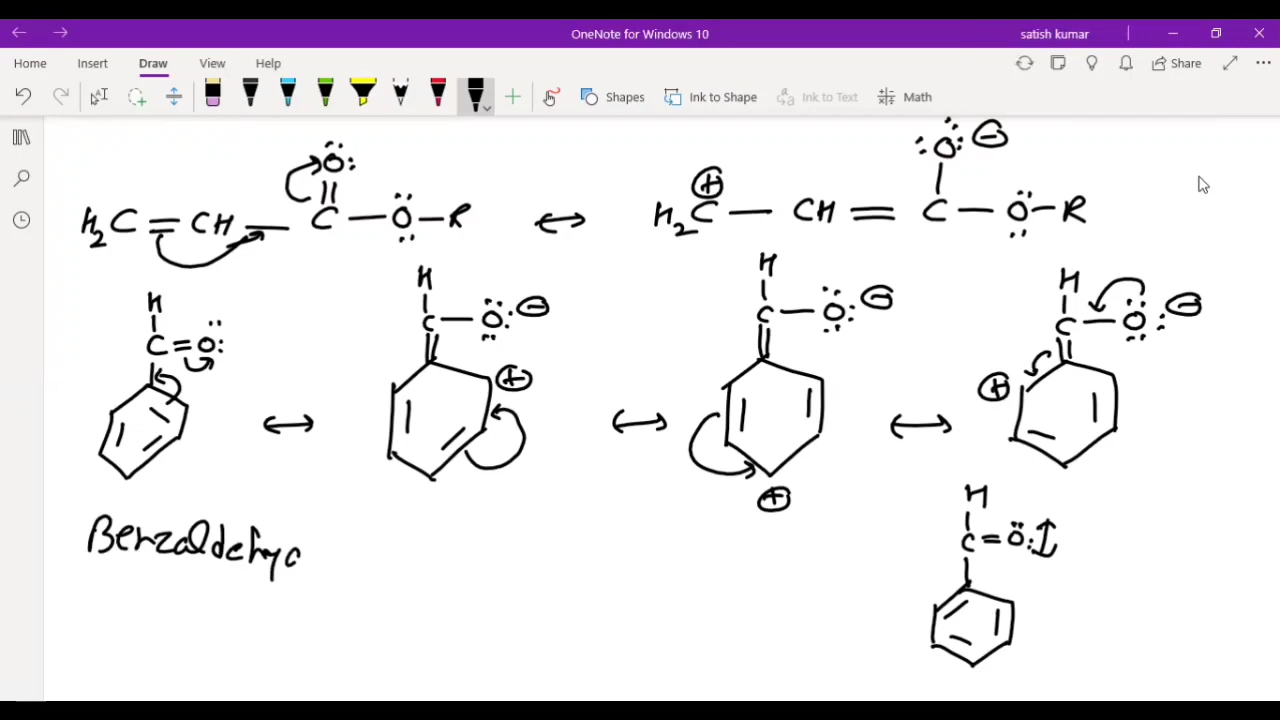 OneNote for Windows 10
satish kumar
Home Insert Draw View Help
Share
Shapes Ink to Shape Ink to Text Math
H₂C = CH — C — Ö — R ↔ H₂C — CH = C — Ö — R
O
⊕
O ⊖
H
C = O
H
C — O ⊖
⊕
H
C — O ⊖
⊕
H
C — O ⊖
⊕
Benzaldehyd
H
C = O